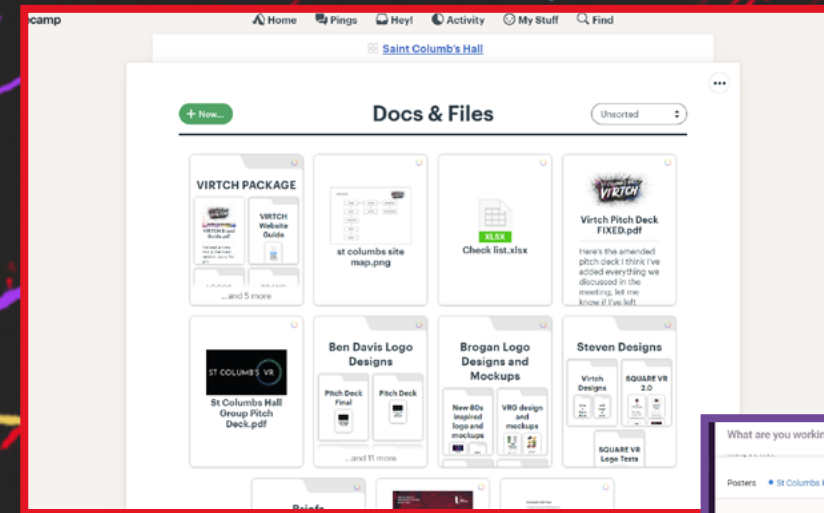 ecamp
Home Pings Hey! Activity My Stuff Find
Saint Columb's Hall
+ New...
Docs & Files
Unsorted
VIRTCH PACKAGE
VIRTCH Website Guide
...and 5 more
st columbs site map.png
XLSX
Check list.xlsx
VIRTCH
Virtch Pitch Deck FIXED.pdf
Here's the amended
pitch deck I think I've
added everything we
discussed in the
meeting, let me
know if I've left
ST COLUMB'S VR
St Columbs Hall
Group Pitch
Deck.pdf
Ben Davis Logo
Designs
Pitch Deck Final
Pitch Deck
...and 11 more
Brogan Logo
Designs and
Mockups
New 80s inspired logo and mockups
VRG design and mockups
Steven Designs
Virtch Designs
SQUARE VR 2.0
SQUARE VR Logo Tests
Briefs
What are you workin
Posters
St Columbs H